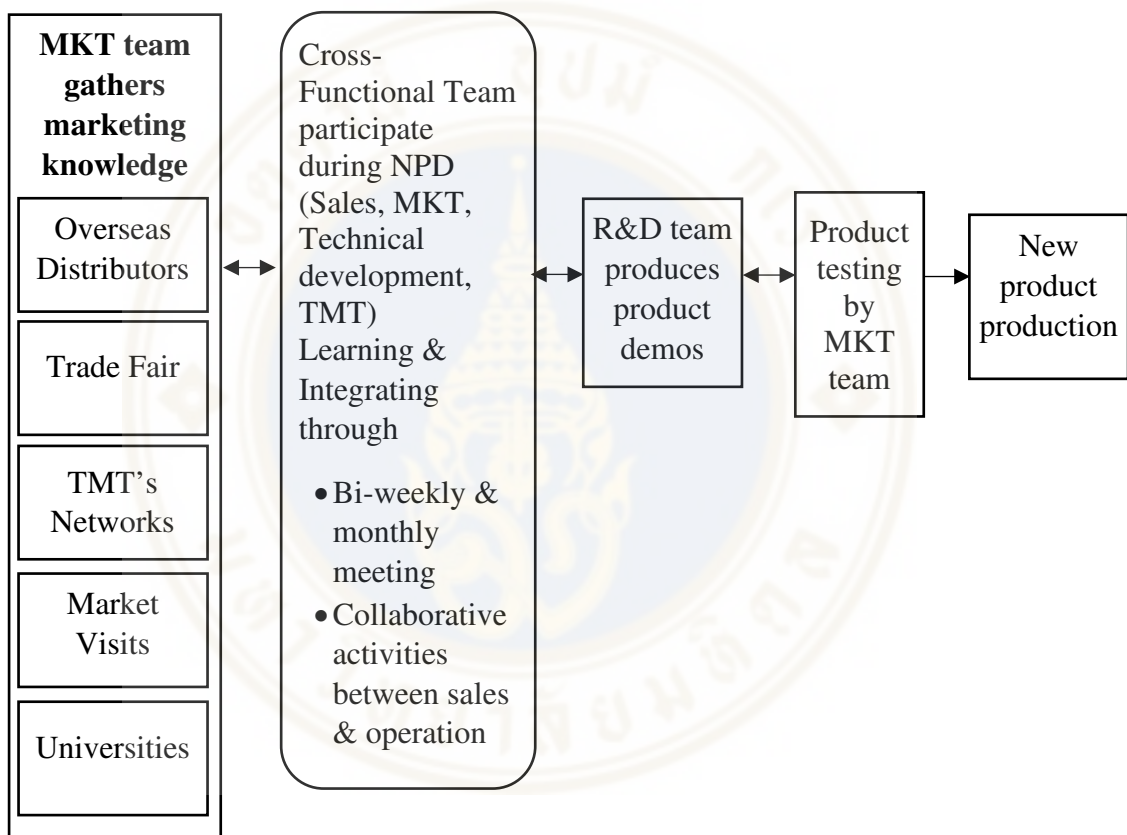 MKT team
gathers
marketing
knowledge
Overseas
Distributors
Trade Fair
TMT's
Networks
Market
Visits
Universities
Cross-
Functional Team
participate
during NPD
(Sales, MKT,
Technical
development,
TMT)
Learning &
Integrating
through
• Bi-weekly &
monthly
meeting
• Collaborative
activities
between sales
& operation
R&D team
produces
product
demos
Product
testing
by
MKT
team
New
product
production